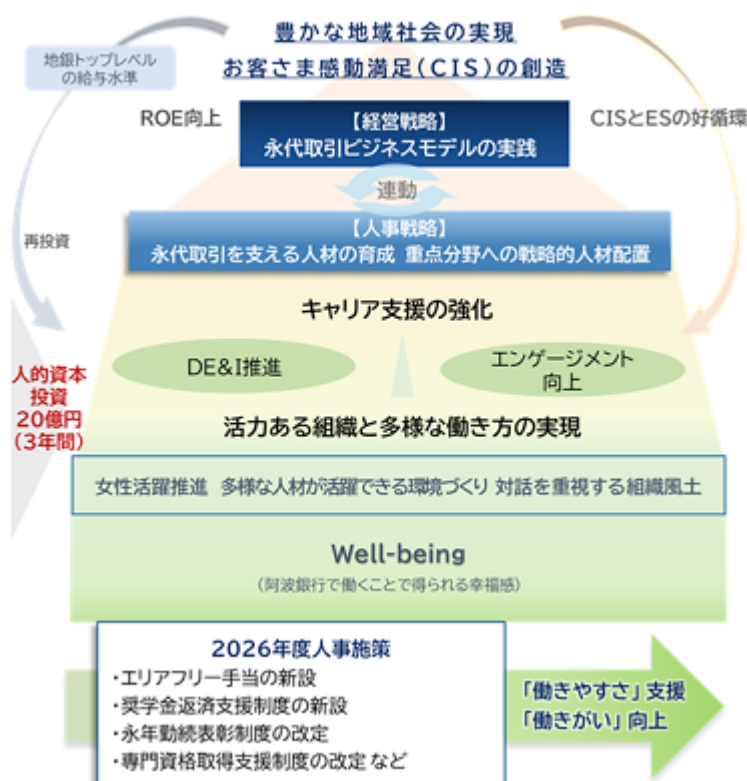 豊かな地域社会の実現
お客さま感動満足(CIS)の創造
地銀トップレベル
の給与水準
ROE向上
【経営戦略】
永代取引ビジネスモデルの実践
CISとESの好循環
連動
再投資
【人事戦略】
永代取引を支える人材の育成 重点分野への戦略的人材配置
キャリア支援の強化
DE&I推進
エンゲージメント
向上
人的資本
投資
20億円
(3年間)
活力ある組織と多様な働き方の実現
女性活躍推進 多様な人材が活躍できる環境づくり 対話を重視する組織風土
Well-being
(阿波銀行で働くことで得られる幸福感)
2026年度人事施策
・エリアフリー手当の新設
・奨学金返済支援制度の新設
・永年勤続表彰制度の改定
・専門資格取得支援制度の改定 など
「働きやすさ」支援
「働きがい」向上